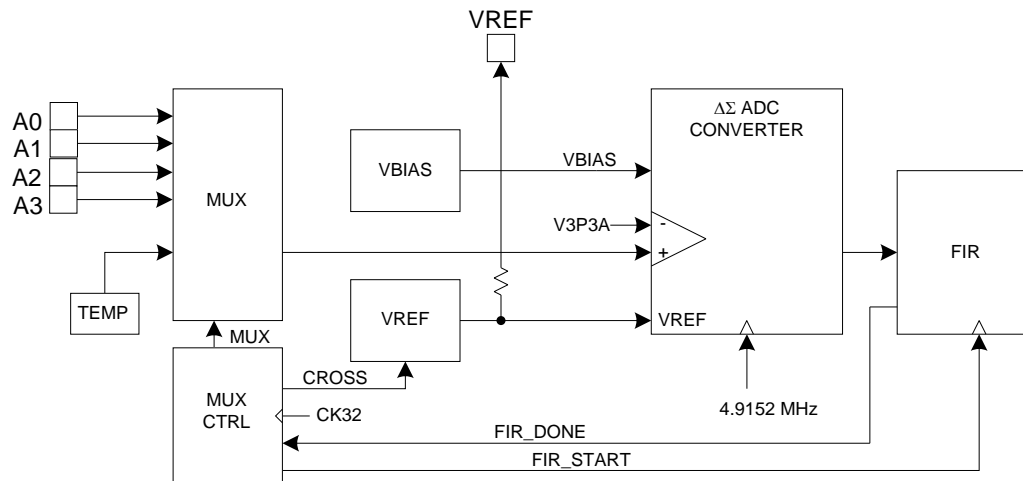 VREF
A0
A1
A2
A3
MUX
TEMP
VBIAS
VBIAS
ΔΣ ADC
CONVERTER
V3P3A
-
+
FIR
VREF
VREF
MUX
MUX
CTRL
CROSS
CK32
4.9152 MHz
FIR_DONE
FIR_START